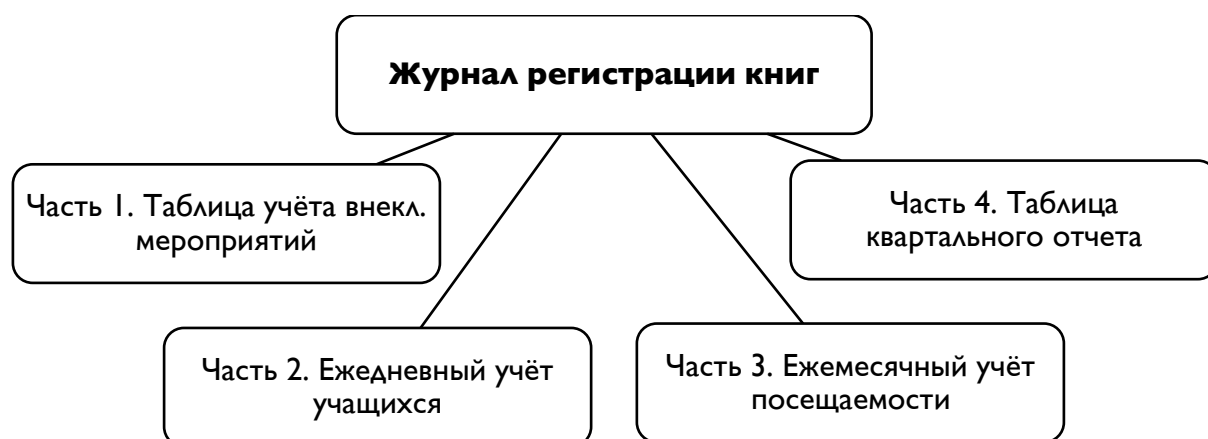 Журнал регистрации книг
Часть 1. Таблица учёта внекл.
мероприятий
Часть 4. Таблица
квартального отчета
Часть 2. Ежедневный учёт
учащихся
Часть 3. Ежемесячный учёт
посещаемости